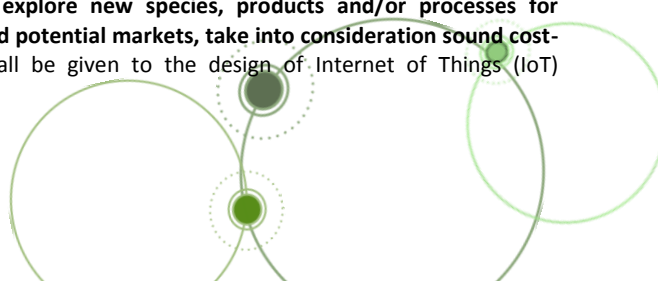 explore new species, products and/or processes for
d potential markets, take into consideration sound cost-
all be given to the design of Internet of Things (IoT)